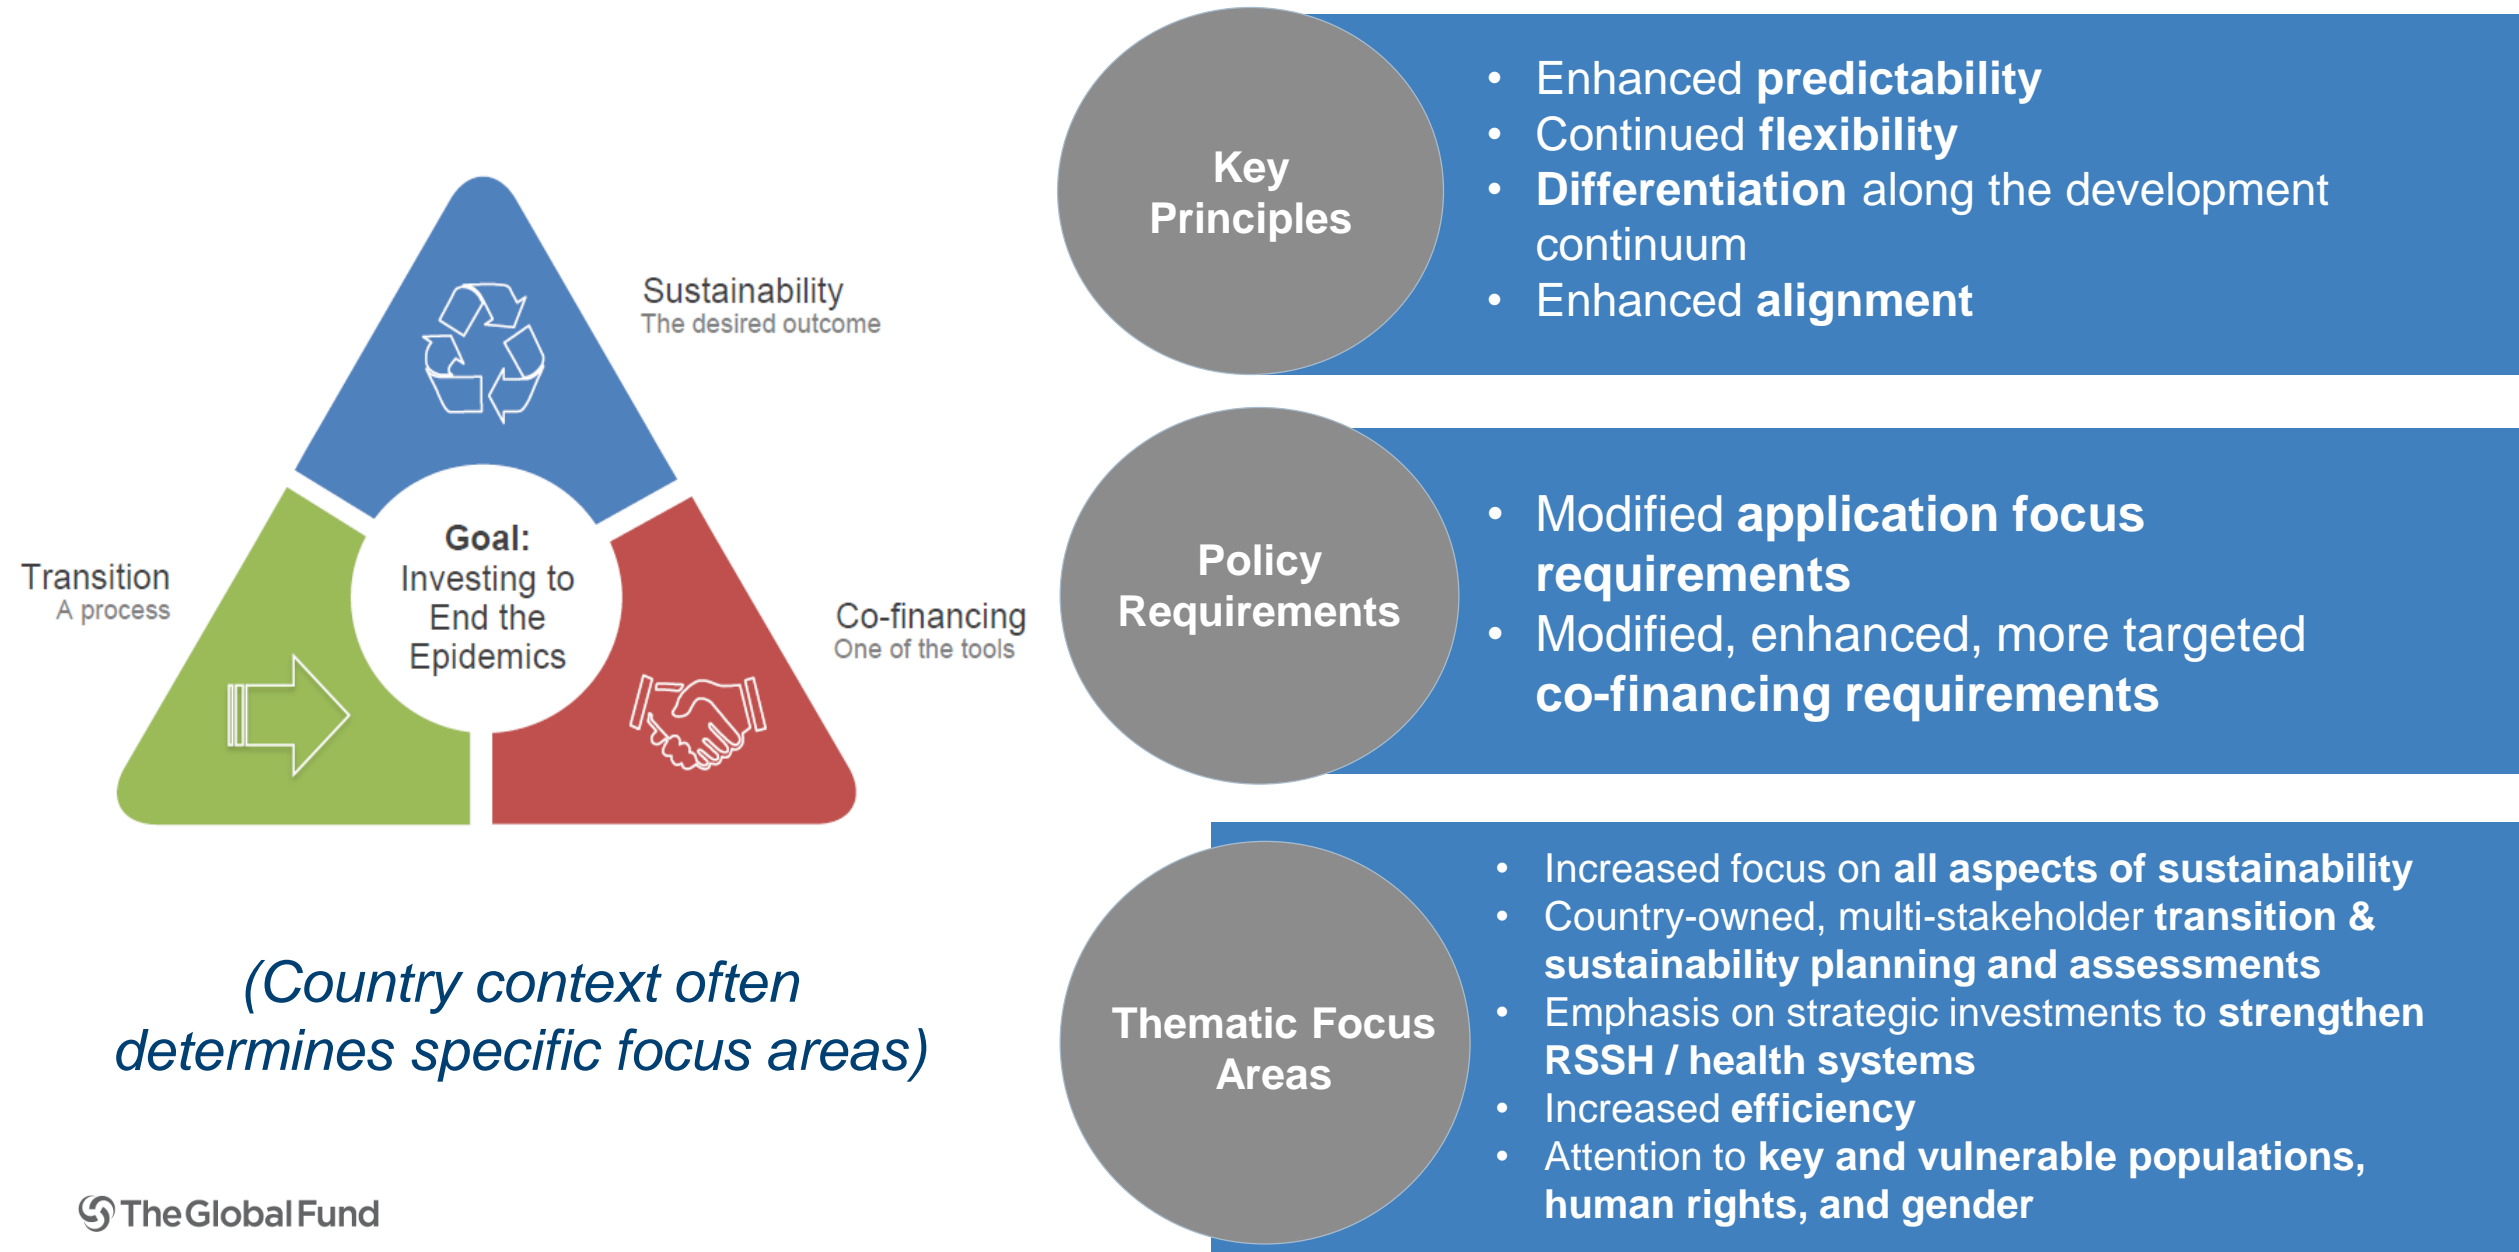 Sustainability
The desired outcome
Goal:
Investing to
End the
Epidemics
Transition
A process
Co-financing
One of the tools
(Country context often
determines specific focus areas)
TheGlobalFund
Key
Principles
• Enhanced predictability
• Continued flexibility
• Differentiation along the development
continuum
• Enhanced alignment
Policy
Requirements
• Modified application focus
requirements
• Modified, enhanced, more targeted
co-financing requirements
Thematic Focus
Areas
• Increased focus on all aspects of sustainability
• Country-owned, multi-stakeholder transition &
sustainability planning and assessments
• Emphasis on strategic investments to strengthen
RSSH / health systems
• Increased efficiency
• Attention to key and vulnerable populations,
human rights, and gender